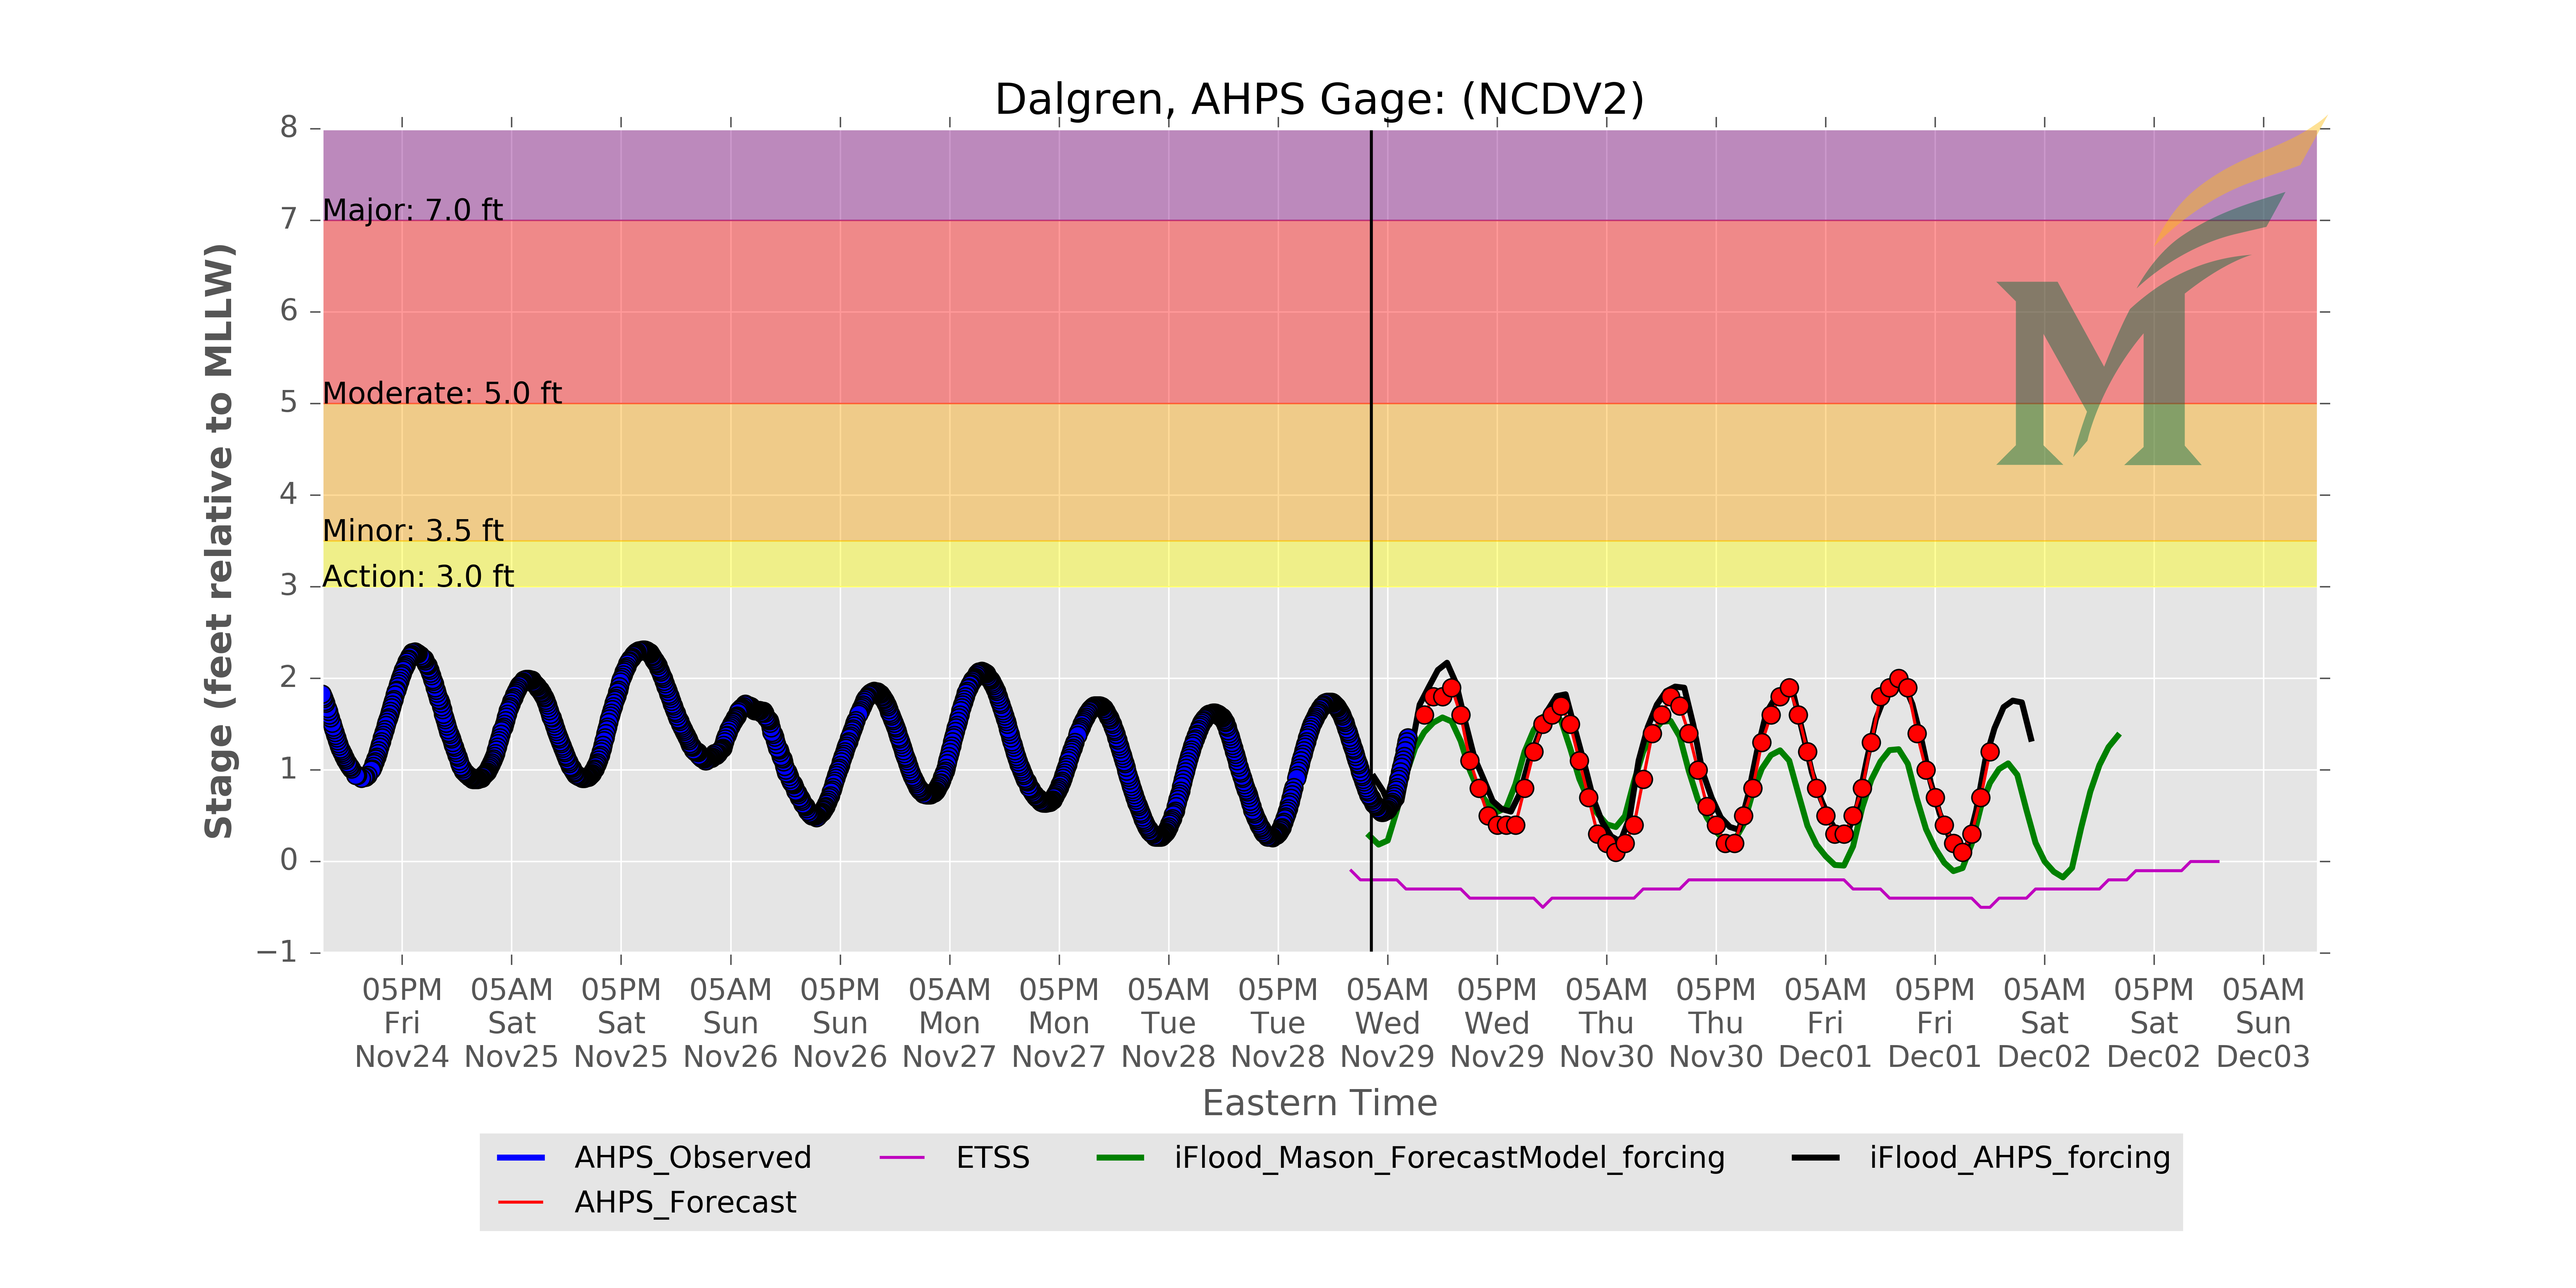 Dalgren, AHPS Gage: (NCDV2)
Stage (feet relative to MLLW)
8
7
6
5
4
3
2
1
0
−1
Major: 7.0 ft
Moderate: 5.0 ft
Minor: 3.5 ft
Action: 3.0 ft
M
05PM 05AM 05PM 05AM 05PM 05AM 05PM 05AM 05PM 05AM 05PM 05AM 05PM 05AM 05PM 05AM 05PM 05AM
Fri Sat Sat Sun Sun Mon Mon Tue Tue Wed Wed Thu Thu Fri Fri Sat Sat Sun
Nov24 Nov25 Nov25 Nov26 Nov26 Nov27 Nov27 Nov28 Nov28 Nov29 Nov29 Nov30 Nov30 Dec01 Dec01 Dec02 Dec02 Dec03
Eastern Time
AHPS_Observed ETSS iFlood_Mason_ForecastModel_forcing iFlood_AHPS_forcing
AHPS_Forecast